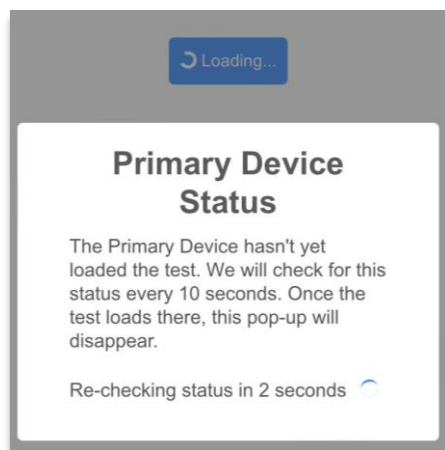 Loading...
Primary Device
Status
The Primary Device hasn't yet
loaded the test. We will check for this
status every 10 seconds. Once the
test loads there, this pop-up will
disappear.
Re-checking status in 2 seconds